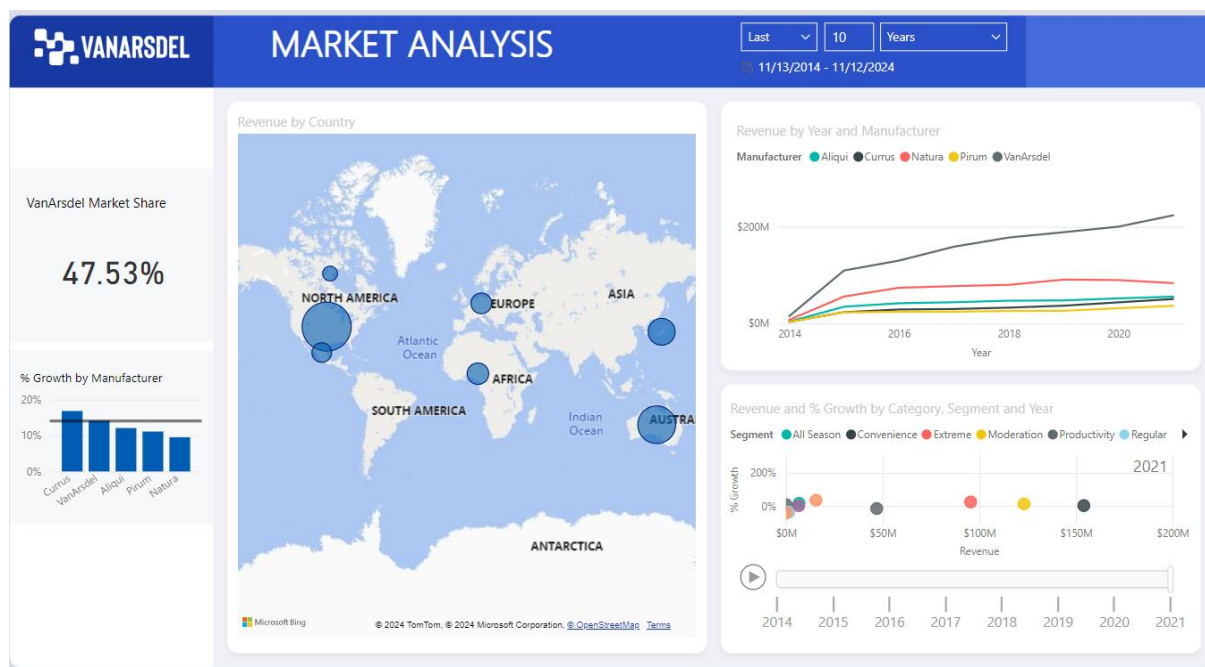 VANARSDEL
MARKET ANALYSIS
Last
10
Years
11/13/2014 - 11/12/2024
VanArsdel Market Share
47.53%
% Growth by Manufacturer
20%
10%
0%
Currus
VanArsdel
Aliqui
Pirum
Natura
Revenue by Country
NORTH AMERICA
EUROPE
ASIA
Atlantic
Ocean
AFRICA
SOUTH AMERICA
Indian
Ocean
AUSTRA
ANTARCTICA
Microsoft Bing
© 2024 TomTom, © 2024 Microsoft Corporation, © OpenStreetMap Terms
Revenue by Year and Manufacturer
Manufacturer Aliqui Currus Natura Pirum VanArsdel
$200M
$0M
2014 2016 2018 2020
Year
Revenue and % Growth by Category, Segment and Year
Segment All Season Convenience Extreme Moderation Productivity Regular
2021
200%
0%
% Growth
$0M $50M $100M $150M $200M
Revenue
2014 2015 2016 2017 2018 2019 2020 2021